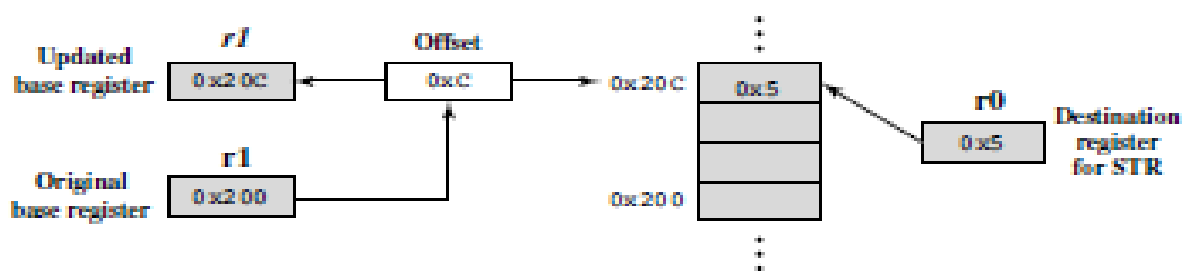 Updated
base register
r1
0x20C
Offset
0xC
0x20C
0x5
r0
0x5
Destination
register
for STR
Original
base register
r1
0x200
0x200